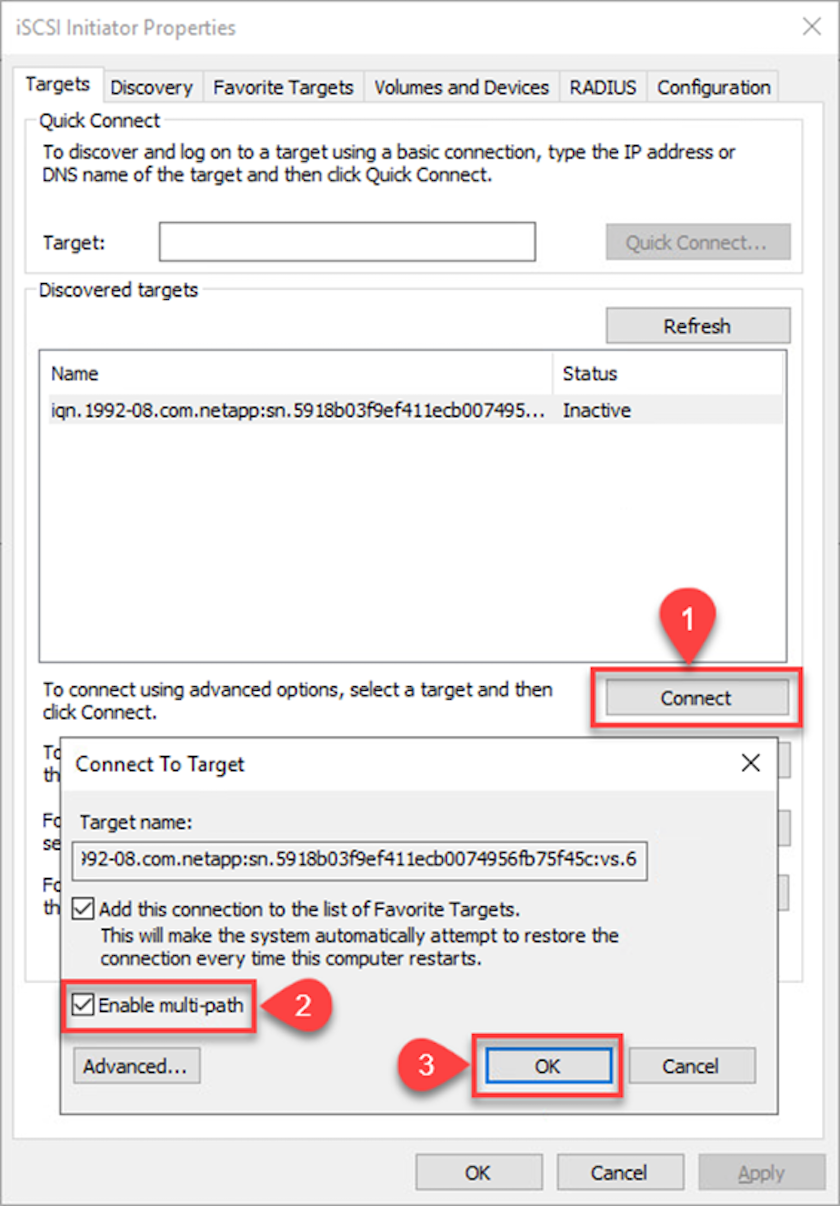 iSCSI Initiator Properties
Targets
Discovery
Favorite Targets
Volumes and Devices
RADIUS
Configuration
Quick Connect
To discover and log on to a target using a basic connection, type the IP address or
DNS name of the target and then click Quick Connect.
Target:
Quick Connect...
Discovered targets
Refresh
Name
Status
iqn.1992-08.com.netapp:sn.5918b03f9ef411ecb007495...
Inactive
1
To connect using advanced options, select a target and then
click Connect.
Connect
To
th
Fo
se
Fo
th
Connect To Target
Target name:
992-08.com.netapp:sn.5918b03f9ef411ecb0074956fb75f45c:vs.6
Add this connection to the list of Favorite Targets.
This will make the system automatically attempt to restore the
connection every time this computer restarts.
Enable multi-path
2
Advanced...
3
OK
Cancel
OK
Cancel
Apply